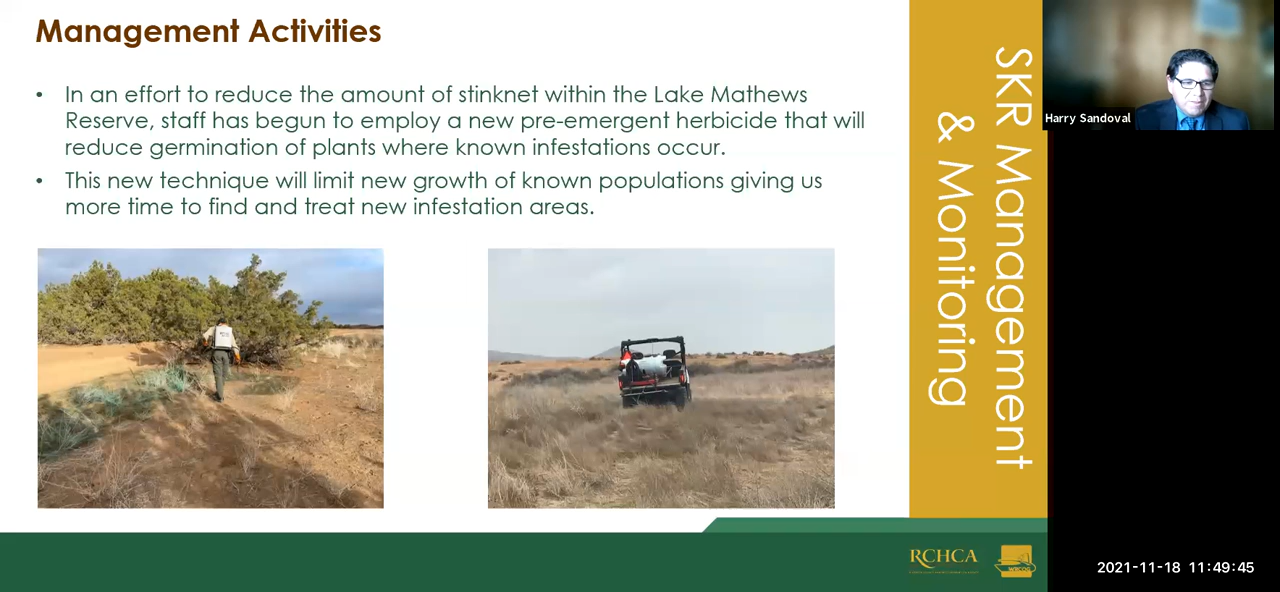 Management Activities
• In an effort to reduce the amount of stinknet within the Lake Mathews
Reserve, staff has begun to employ a new pre-emergent herbicide that will
reduce germination of plants where known infestations occur.
• This new technique will limit new growth of known populations giving us
more time to find and treat new infestation areas.
SKR Management
& Monitoring
Harry Sandoval
RCHCA
WRCOG
2021-11-18 11:49:45